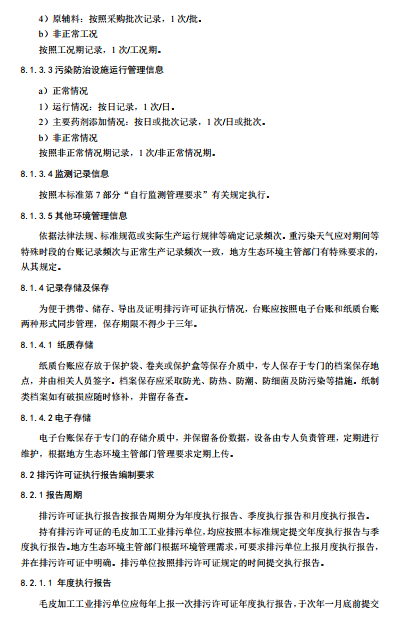 4）原辅料：按照采购批次记录，1 次/批。
b）非正常工况
按照工况期记录，1 次/工况期。
8.1.3.3 污染防治设施运行管理信息
a）正常情况
1）运行情况：按日记录，1 次/日。
2）主要药剂添加情况：按日或批次记录，1 次/日或批次。
b）非正常情况
按照非正常情况期记录，1 次/非正常情况期。
8.1.3.4 监测记录信息
按照本标准第 7 部分“自行监测管理要求”有关规定执行。
8.1.3.5 其他环境管理信息
依据法律法规、标准规范或实际生产运行规律等确定记录频次。重污染天气应对期间等
特殊时段的台账记录频次与正常生产记录频次一致，地方生态环境主管部门有特殊要求的，
从其规定。
8.1.4 记录存储及保存
为便于携带、储存、导出及证明排污许可证执行情况，台账应按照电子台账和纸质台账
两种形式同步管理，保存期限不得少于三年。
8.1.4.1 纸质存储
纸质台账应存放于保护袋、卷夹或保护盒等保存介质中，专人保存于专门的档案保存地
点，并由相关人员签字。档案保存应采取防光、防热、防潮、防细菌及防污染等措施。纸制
类档案如有破损应随时修补，并留存备查。
8.1.4.2 电子存储
电子台账保存于专门的存储介质中，并保留备份数据，设备由专人负责管理，定期进行
维护，根据地方生态环境主管部门管理要求定期上传。
8.2 排污许可证执行报告编制要求
8.2.1 报告周期
排污许可证执行报告按报告周期分为年度执行报告、季度执行报告和月度执行报告。
持有排污许可证的毛皮加工工业排污单位，均应按照本标准规定提交年度执行报告与季
度执行报告。地方生态环境主管部门根据环境管理需求，可要求排污单位上报月度执行报告，
并在排污许可证中明确。排污单位按照排污许可证规定的时间提交执行报告。
8.2.1.1 年度执行报告
毛皮加工工业排污单位应每年上报一次排污许可证年度执行报告，于次年一月底前提交